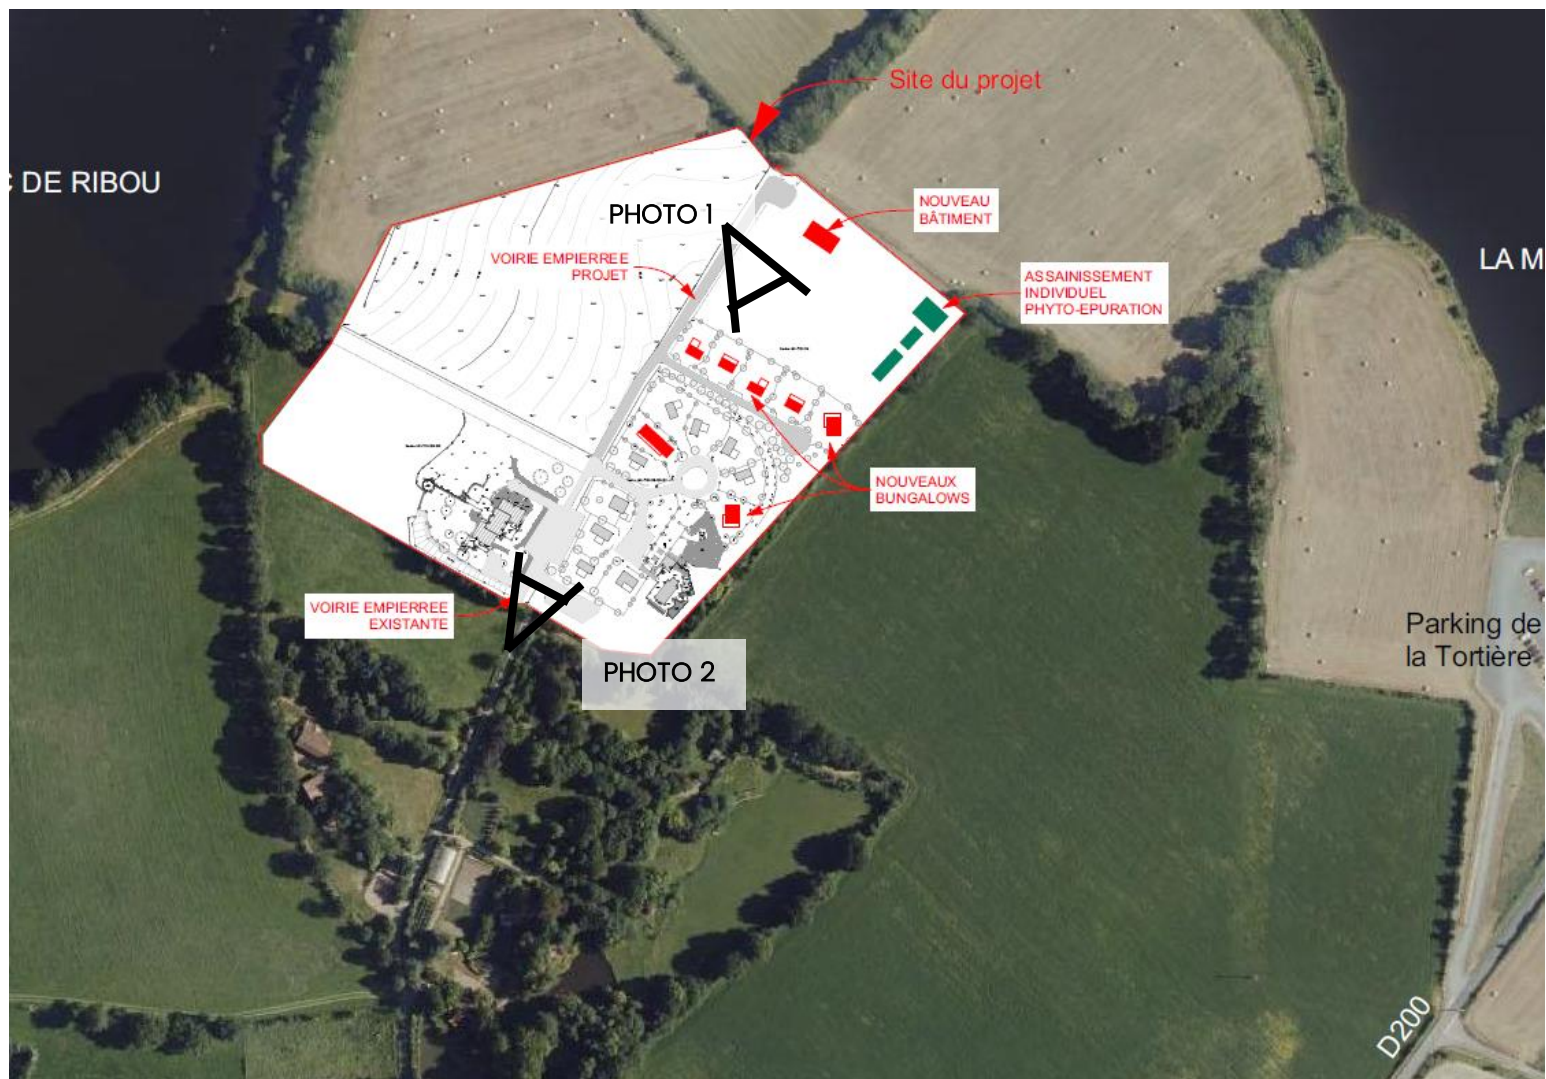 Site du projet
C DE RIBOU
NOUVEAU
BÂTIMENT
PHOTO 1
VOIRIE EMPIERREE
PROJET
LA M
ASSAINISSEMENT
INDIVIDUEL
PHYTO-EPURATION
NOUVEAUX
BUNGALOWS
VOIRIE EMPIERREE
EXISTANTE
Parking de
la Tortière
PHOTO 2
D200